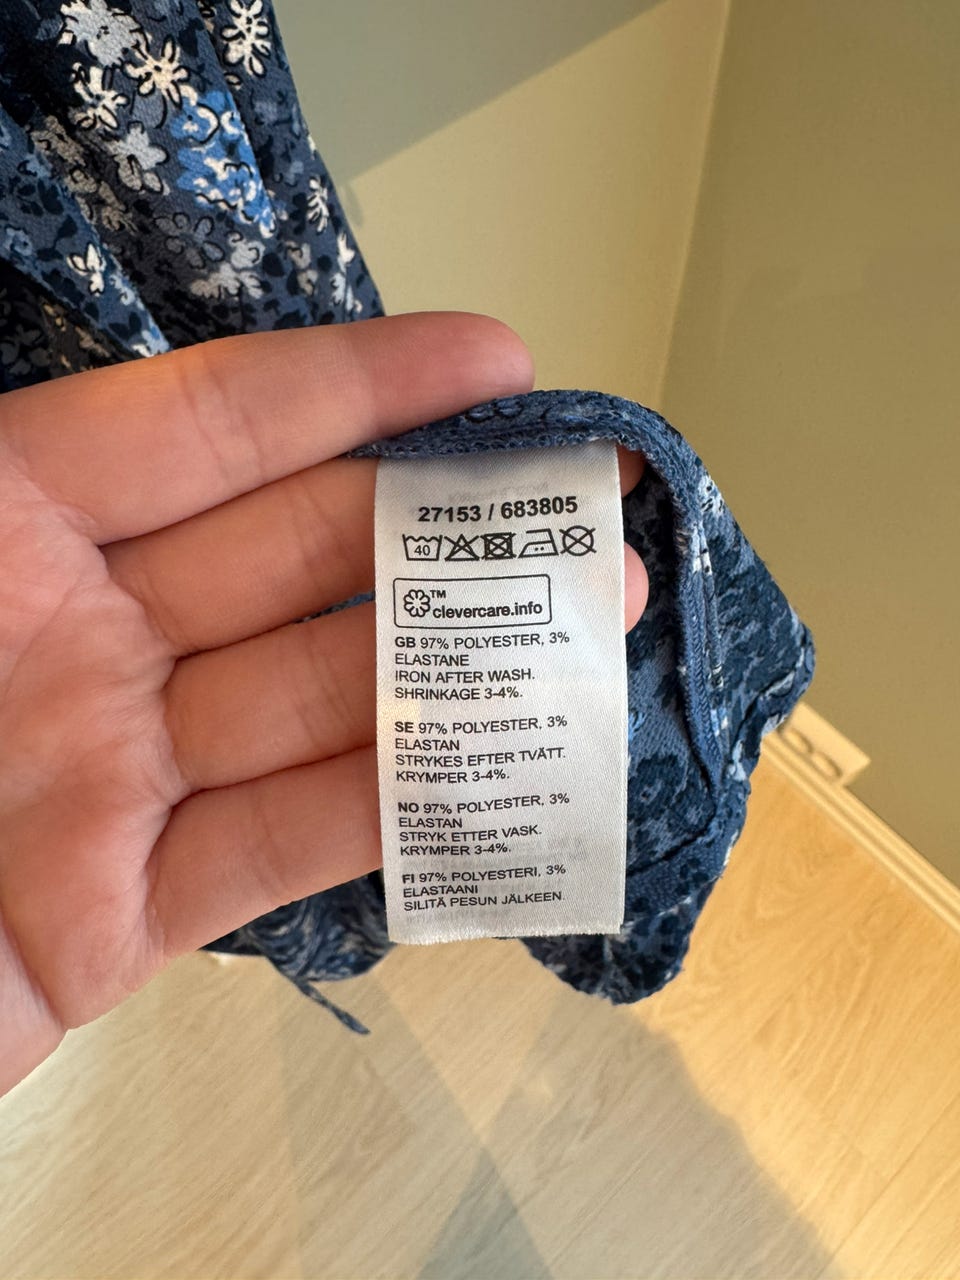 27153 / 683805
40
TM
clevercare.info
GB 97% POLYESTER, 3%
ELASTANE
IRON AFTER WASH.
SHRINKAGE 3-4%.
SE 97% POLYESTER, 3%
ELASTAN
STRYKES EFTER TVÄTT.
KRYMPER 3-4%.
NO 97% POLYESTER, 3%
ELASTAN
STRYK ETTER VASK.
KRYMPER 3-4%.
FI 97% POLYESTERI, 3%
ELASTAANI
SILITÄ PESUN JÄLKEEN.